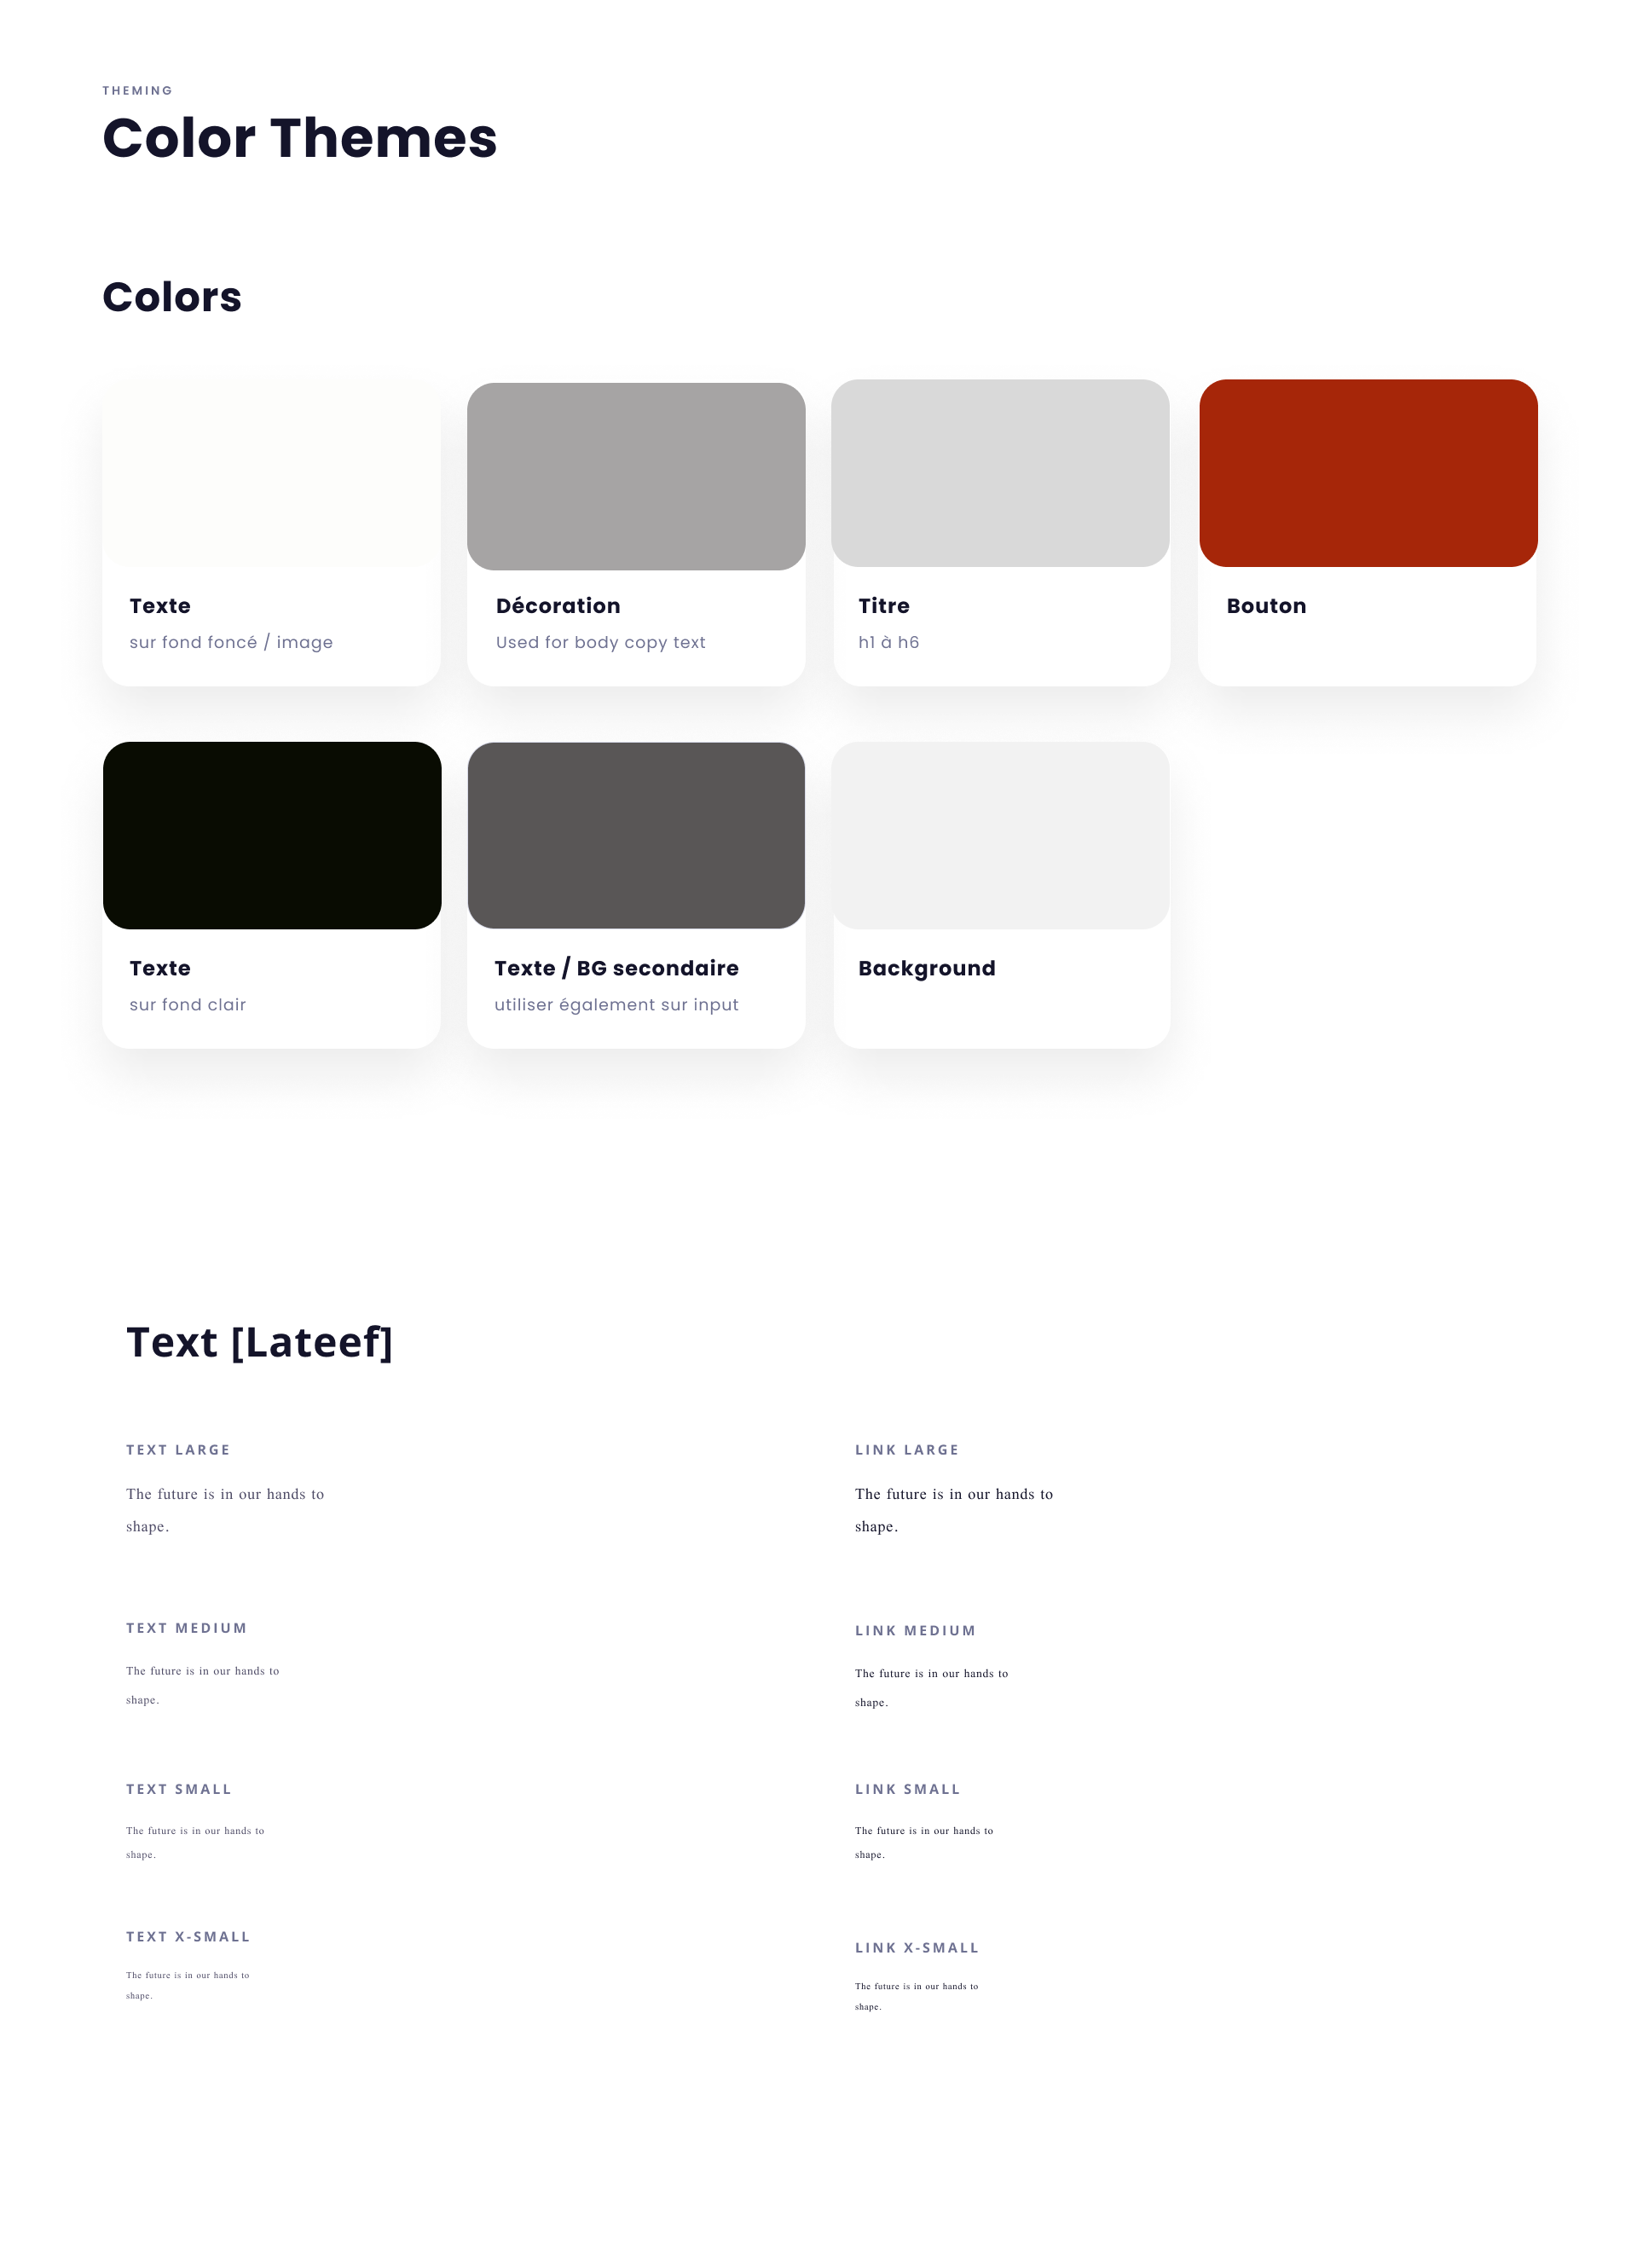 THEMING
Color Themes
Colors
Texte
sur fond foncé / image
Décoration
Used for body copy text
Titre
h1 à h6
Bouton
Texte
sur fond clair
Texte / BG secondaire
utiliser également sur input
Background
Text [Lateef]
TEXT LARGE
The future is in our hands to
shape.
LINK LARGE
The future is in our hands to
shape.
TEXT MEDIUM
The future is in our hands to
shape.
LINK MEDIUM
The future is in our hands to
shape.
TEXT SMALL
The future is in our hands to
shape.
LINK SMALL
The future is in our hands to
shape.
TEXT X-SMALL
The future is in our hands to
shape.
LINK X-SMALL
The future is in our hands to
shape.